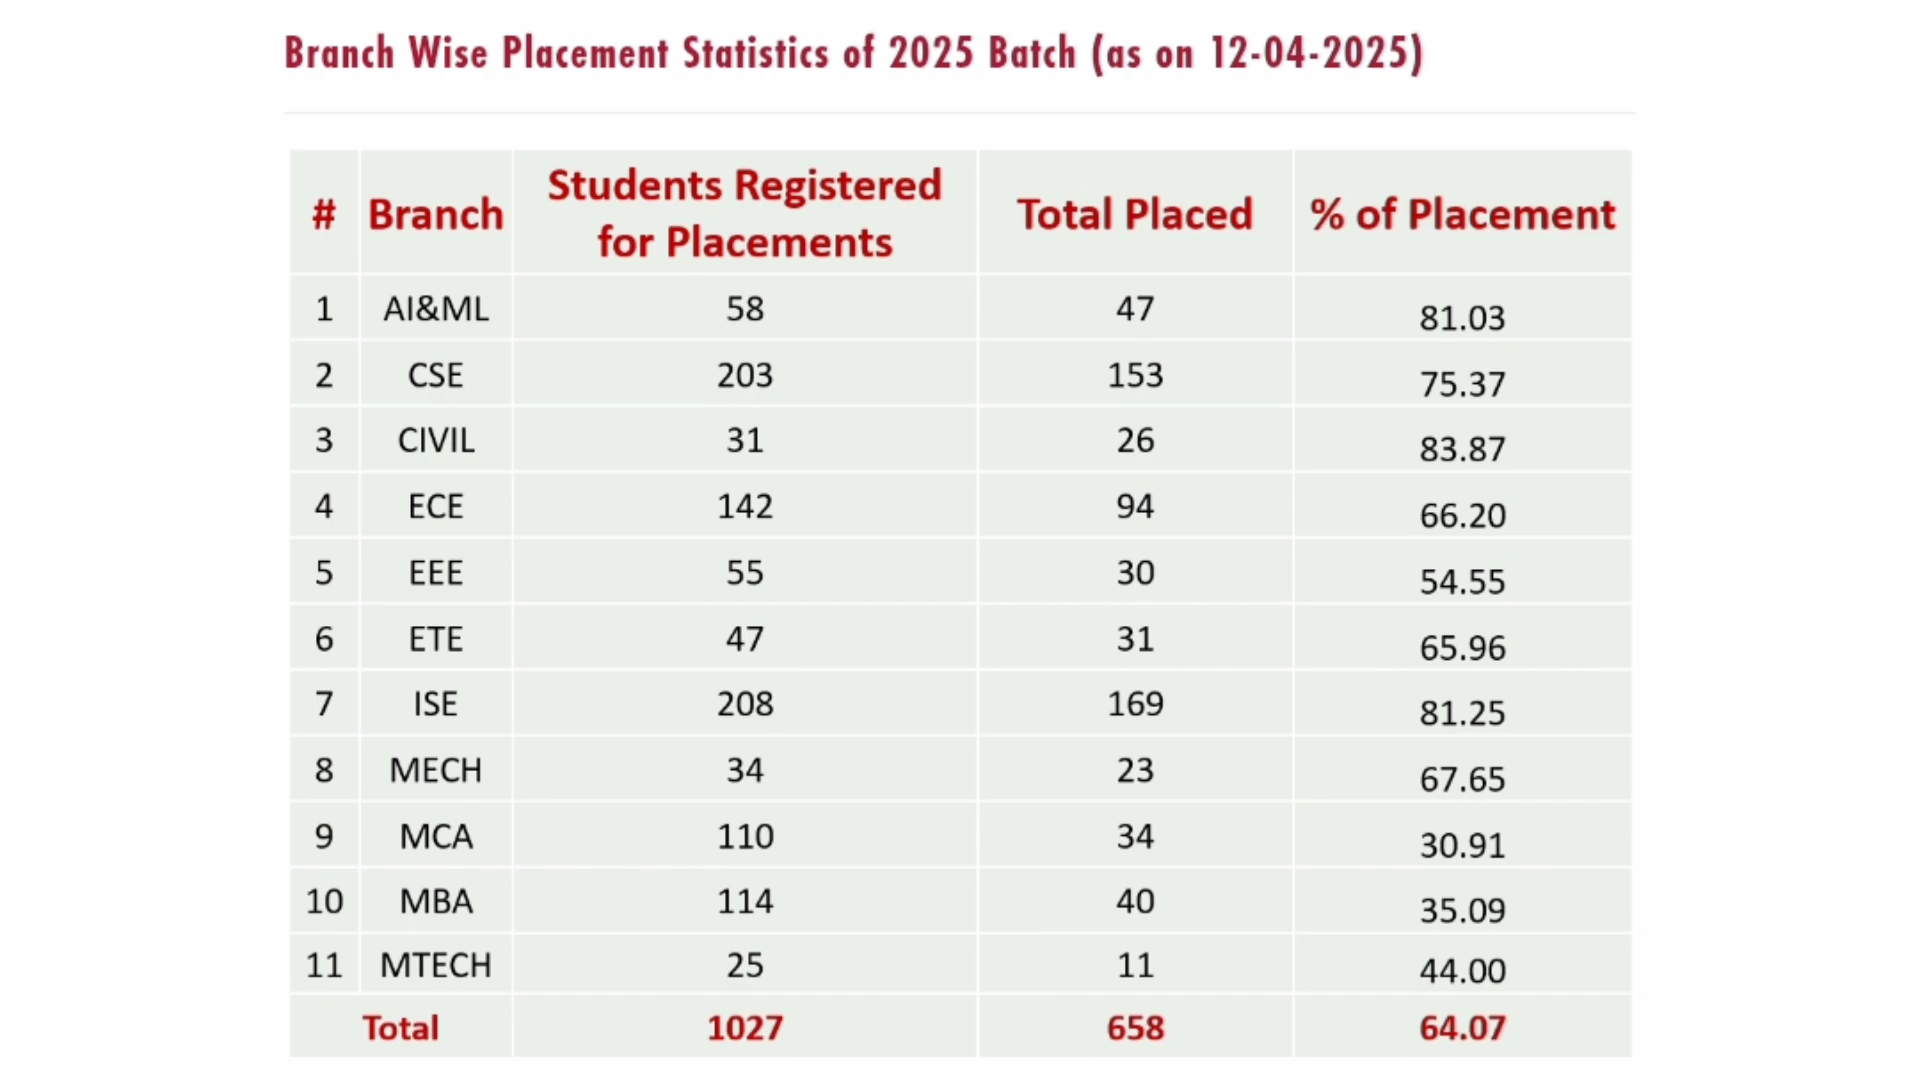 Branch Wise Placement Statistics of 2025 Batch (as on 12-04-2025)
# Branch Students Registered for Placements Total Placed % of Placement
1 AI&ML 58 47 81.03
2 CSE 203 153 75.37
3 CIVIL 31 26 83.87
4 ECE 142 94 66.20
5 EEE 55 30 54.55
6 ETE 47 31 65.96
7 ISE 208 169 81.25
8 MECH 34 23 67.65
9 MCA 110 34 30.91
10 MBA 114 40 35.09
11 MTECH 25 11 44.00
Total 1027 658 64.07